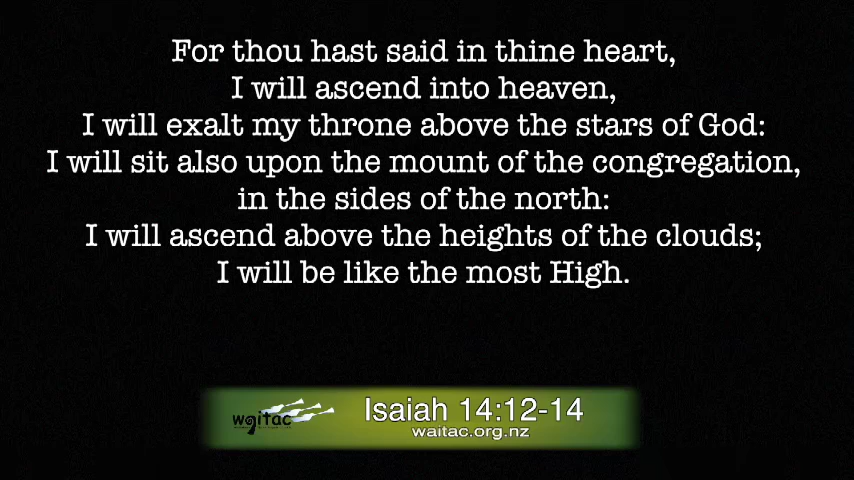 For thou hast said in thine heart,
I will ascend into heaven,
I will exalt my throne above the stars of God:
I will sit also upon the mount of the congregation,
in the sides of the north:
I will ascend above the heights of the clouds;
I will be like the most High.
waitac
Isaiah 14:12-14
waitac.org.nz